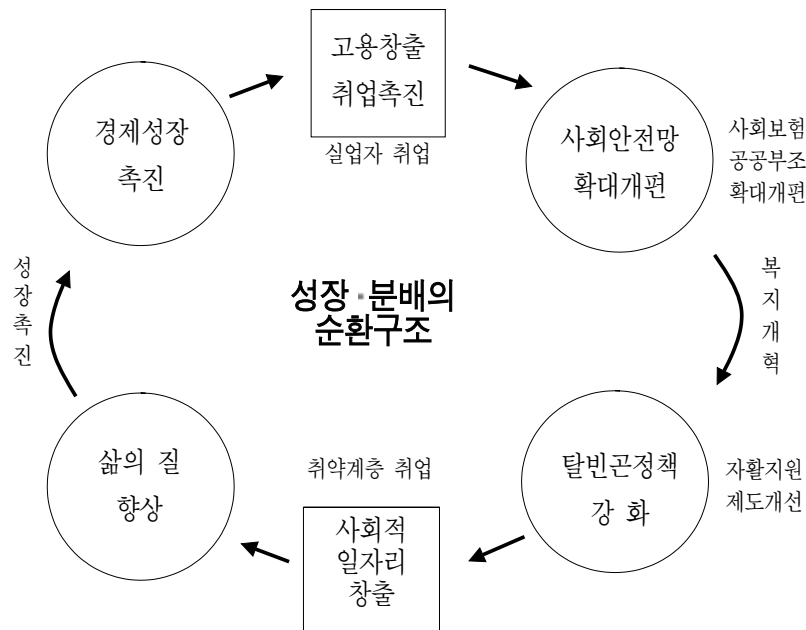 고용창출
취업촉진
실업자 취업
경제성장
촉진
사회안전망
확대개편
사회보험
공공부조
확대개편
성장촉진
성장·분배의
순환구조
복지개혁
삶의 질
향상
취약계층 취업
사회적
일자리
창출
탈빈곤정책
강 화
자활지원
제도개선